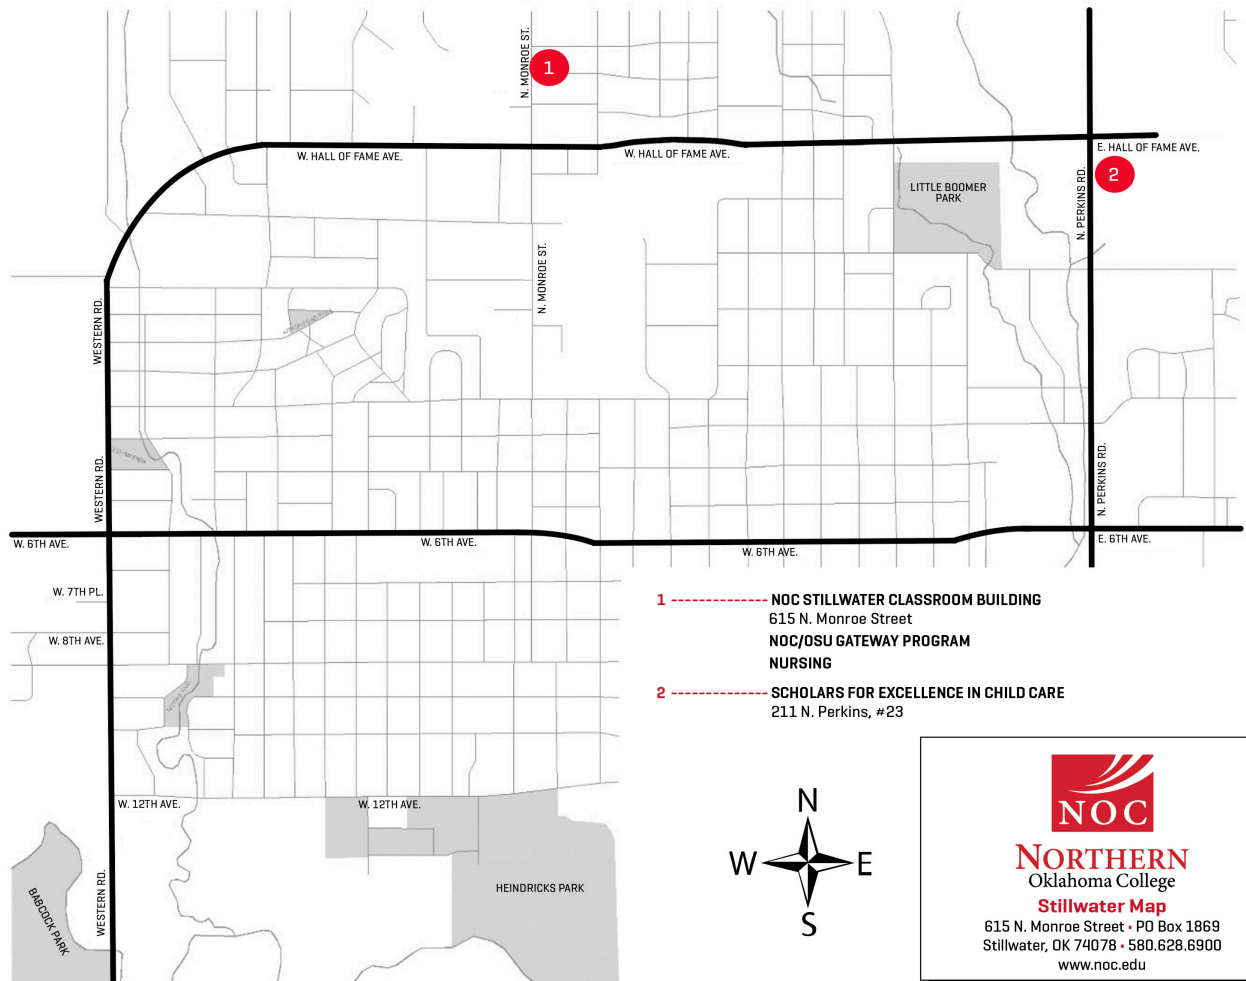 N. MONROE ST.
1
W. HALL OF FAME AVE.
W. HALL OF FAME AVE.
E. HALL OF FAME AVE.
2
N. PERKINS RD.
LITTLE BOOMER
PARK
N. MONROE ST.
WESTERN RD.
WESTERN RD.
N. PERKINS RD.
W. 6TH AVE.
W. 6TH AVE.
W. 6TH AVE.
E. 6TH AVE.
W. 7TH PL.
W. 8TH AVE.
W. 12TH AVE.
W. 12TH AVE.
WESTERN RD.
BABCOCK PARK
HEINDRICKS PARK
1 -------------- NOC STILLWATER CLASSROOM BUILDING
615 N. Monroe Street
NOC/OSU GATEWAY PROGRAM
NURSING
2 -------------- SCHOLARS FOR EXCELLENCE IN CHILD CARE
211 N. Perkins, #23
N
W
E
S
NOC
NORTHERN
Oklahoma College
Stillwater Map
615 N. Monroe Street • PO Box 1869
Stillwater, OK 74078 • 580.628.6900
www.noc.edu